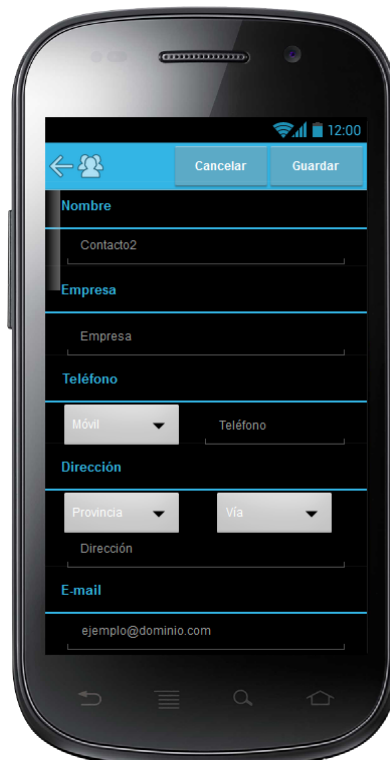 12:00
Cancelar Guardar
Nombre
Contacto2
Empresa
Empresa
Teléfono
Móvil Teléfono
Dirección
Provincia Vía
Dirección
E-mail
ejemplo@dominio.com